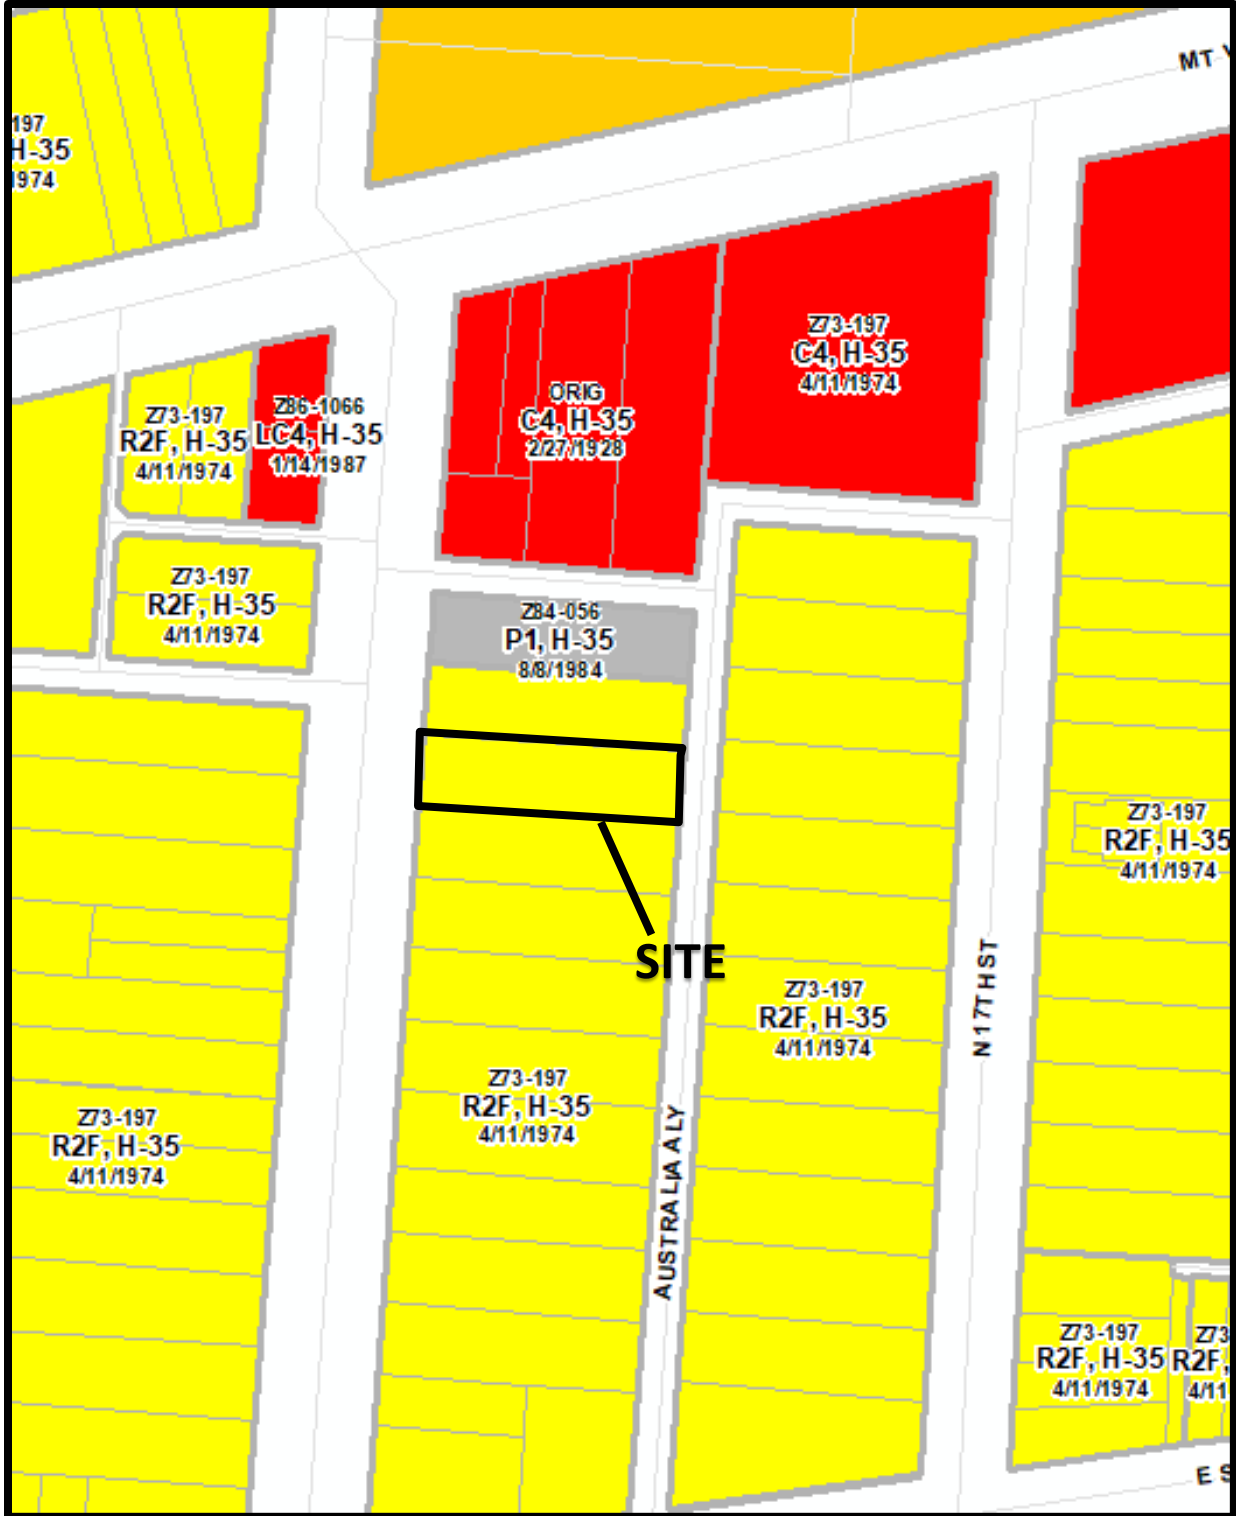 MT
197
H-35
1974
Z73-197
C4, H-35
4/11/1974
ORIG
C4, H-35
2/27/1928
Z86-1066
LC4, H-35
1/14/1987
Z73-197
R2F, H-35
4/11/1974
Z73-197
R2F, H-35
4/11/1974
Z84-056
P1, H-35
8/8/1984
Z73-197
R2F, H-35
4/11/1974
SITE
N 17TH ST
Z73-197
R2F, H-35
4/11/1974
Z73-197
R2F, H-35
4/11/1974
Z73-197
R2F, H-35
4/11/1974
AUSTRALIA ALY
Z73-197
R2F, H-35
4/11/1974
Z73
R2F,
4/11
E S